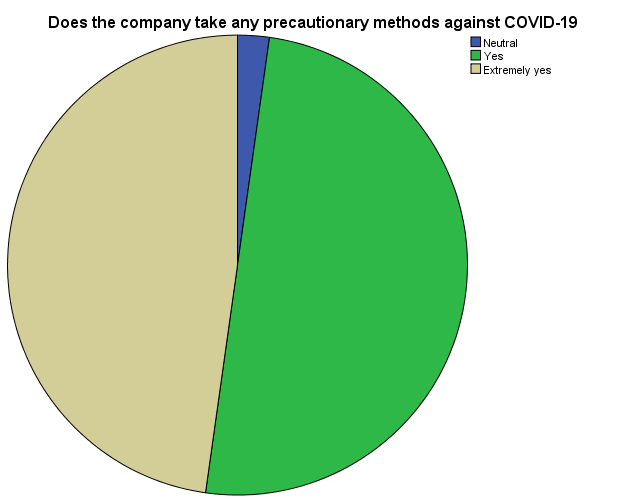 Does the company take any precautionary methods against COVID-19
Neutral
Yes
Extremely yes